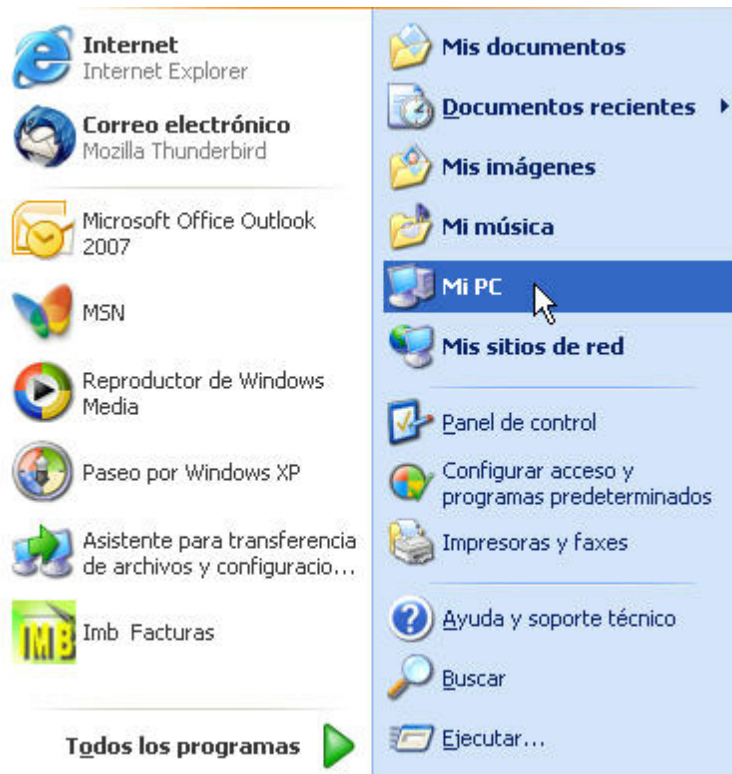 Internet
Internet Explorer
Correo electrónico
Mozilla Thunderbird
Microsoft Office Outlook
2007
MSN
Reproductor de Windows
Media
Paseo por Windows XP
Asistente para transferencia
de archivos y configuracio...
IMB
Imb Facturas
Todos los programas
Mis documentos
Documentos recientes
Mis imágenes
Mi música
Mi PC
Mis sitios de red
Panel de control
Configurar acceso y
programas predeterminados
Impresoras y faxes
Ayuda y soporte técnico
Buscar
Ejecutar...